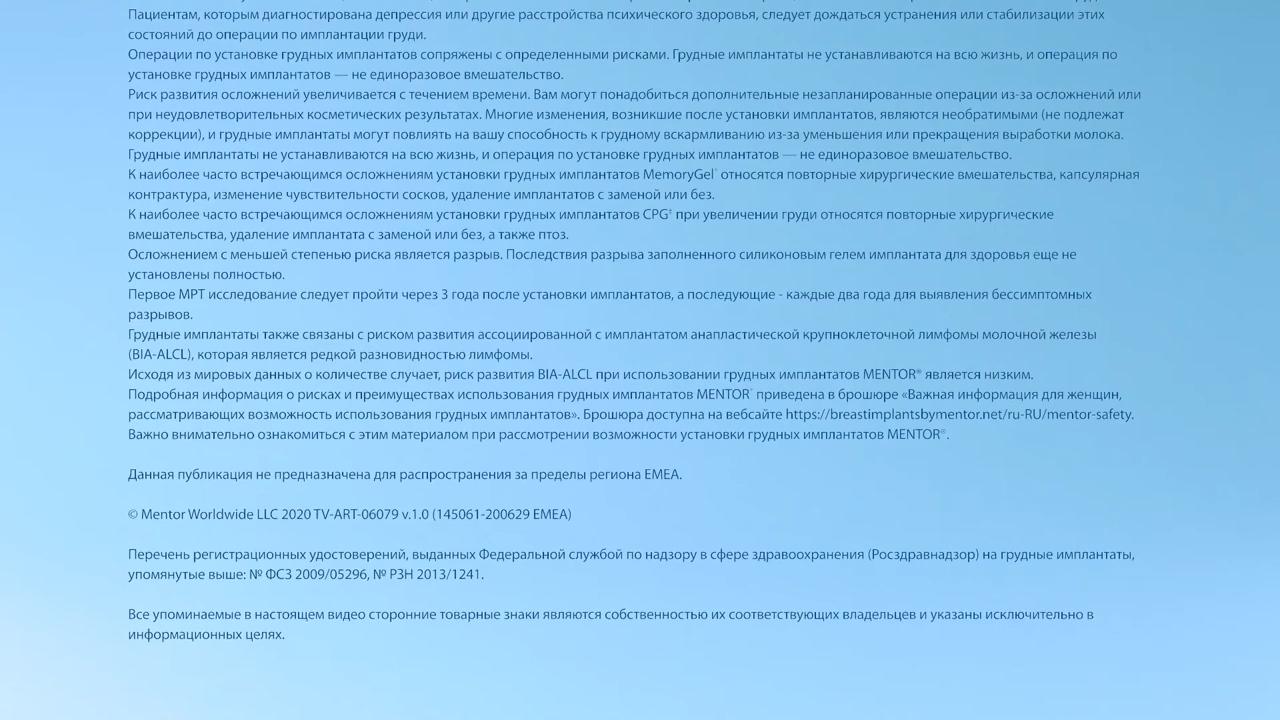 Пациентам, которым диагностирована депрессия или другие расстройства психического здоровья, следует дождаться устранения или стабилизации этих
состояний до операции по имплантации груди.
Операции по установке грудных имплантатов сопряжены с определенными рисками. Грудные имплантаты не устанавливаются на всю жизнь, и операция по
установке грудных имплантатов — не единоразовое вмешательство.
Риск развития осложнений увеличивается с течением времени. Вам могут понадобиться дополнительные незапланированные операции из-за осложнений или
при неудовлетворительных косметических результатах. Многие изменения, возникшие после установки имплантатов, являются необратимыми (не подлежат
коррекции), и грудные имплантаты могут повлиять на вашу способность к грудному вскармливанию из-за уменьшения или прекращения выработки молока.
Грудные имплантаты не устанавливаются на всю жизнь, и операция по установке грудных имплантатов — не единоразовое вмешательство.
К наиболее часто встречающимся осложнениям установки грудных имплантатов MemoryGel® относятся повторные хирургические вмешательства, капсулярная
контрактура, изменение чувствительности сосков, удаление имплантатов с заменой или без.
К наиболее часто встречающимся осложнениям установки грудных имплантатов CPG® при увеличении груди относятся повторные хирургические
вмешательства, удаление имплантата с заменой или без, а также птоз.
Осложнением с меньшей степенью риска является разрыв. Последствия разрыва заполненного силиконовым гелем имплантата для здоровья еще не
установлены полностью.
Первое МРТ исследование следует пройти через 3 года после установки имплантатов, а последующие - каждые два года для выявления бессимптомных
разрывов.
Грудные имплантаты также связаны с риском развития ассоциированной с имплантатом анапластической крупноклеточной лимфомы молочной железы
(BIA-ALCL), которая является редкой разновидностью лимфомы.
Исходя из мировых данных о количестве случает, риск развития BIA-ALCL при использовании грудных имплантатов MENTOR® является низким.
Подробная информация о рисках и преимуществах использования грудных имплантатов MENTOR® приведена в брошюре «Важная информация для женщин,
рассматривающих возможность использования грудных имплантатов». Брошюра доступна на вебсайте https://breastimplantsbymentor.net/ru-RU/mentor-safety.
Важно внимательно ознакомиться с этим материалом при рассмотрении возможности установки грудных имплантатов MENTOR®.
Данная публикация не предназначена для распространения за пределы региона EMEA.
© Mentor Worldwide LLC 2020 TV-ART-06079 v.1.0 (145061-200629 EMEA)
Перечень регистрационных удостоверений, выданных Федеральной службой по надзору в сфере здравоохранения (Росздравнадзор) на грудные имплантаты,
упомянутые выше: № ФСЗ 2009/05296, № РЗН 2013/1241.
Все упоминаемые в настоящем видео сторонние товарные знаки являются собственностью их соответствующих владельцев и указаны исключительно в
информационных целях.